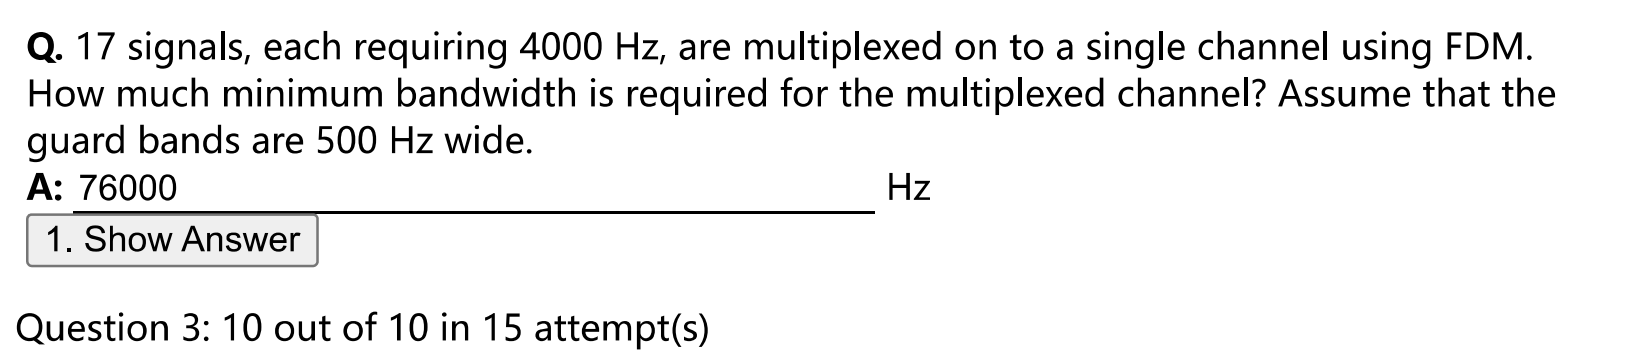 Q. 17 signals, each requiring 4000 Hz, are multiplexed on to a single channel using FDM.
How much minimum bandwidth is required for the multiplexed channel? Assume that the
guard bands are 500 Hz wide.
A: 76000 Hz
1. Show Answer
Question 3: 10 out of 10 in 15 attempt(s)